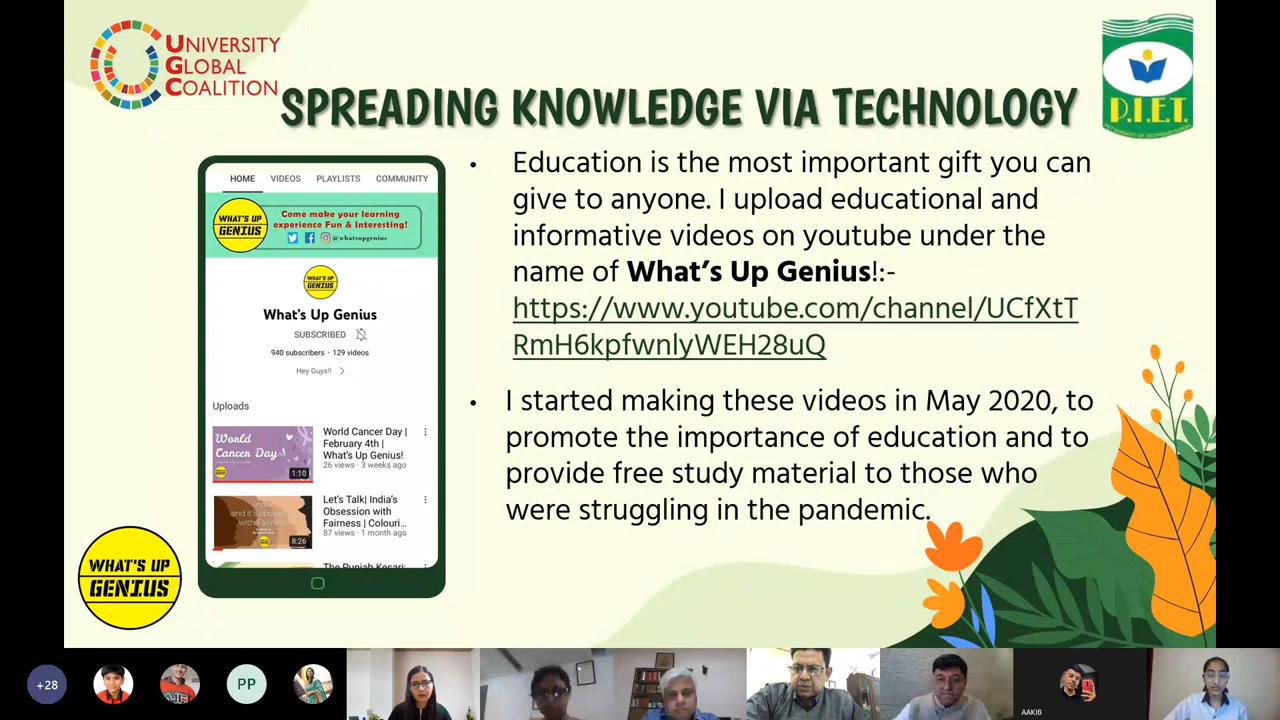 UNIVERSITY
GLOBAL
COALITION
SPREADING KNOWLEDGE VIA TECHNOLOGY
P.I.E.T.
HOME VIDEOS PLAYLISTS COMMUNITY
WHAT'S UP
GENIUS
Come make your learning
experience Fun & Interesting!
@whatsupgenius
WHAT'S UP
GENIUS
What's Up Genius
SUBSCRIBED
940 subscribers · 129 videos
Hey Guys!!
Uploads
World
Cancer Day
1:10
World Cancer Day |
February 4th |
What's Up Genius!
26 views · 3 weeks ago
8:26
Let's Talk| India's
Obsession with
Fairness | Colouri...
87 views · 1 month ago
The Punjab Kesari:
• Education is the most important gift you can
give to anyone. I upload educational and
informative videos on youtube under the
name of What's Up Genius!:-
https://www.youtube.com/channel/UCfXtT
RmH6kpfwnlyWEH28uQ
• I started making these videos in May 2020, to
promote the importance of education and to
provide free study material to those who
were struggling in the pandemic.
WHAT'S UP
GENIUS
+28
PP
AAKIB